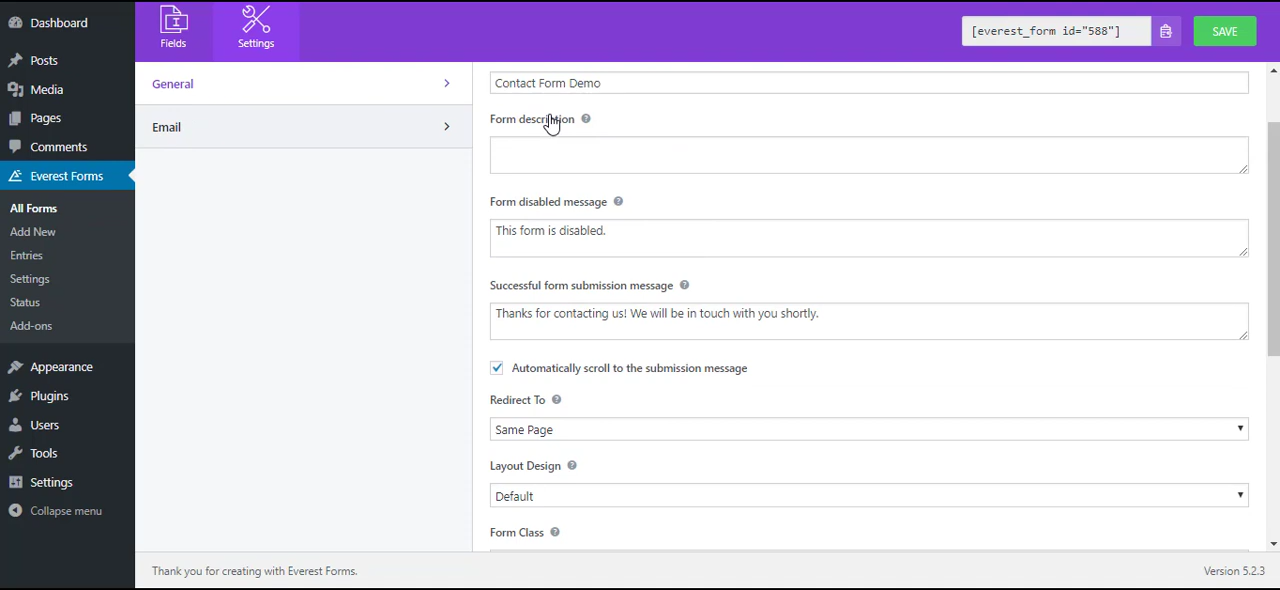 Dashboard
Posts
Media
Pages
Comments
Everest Forms
All Forms
Add New
Entries
Settings
Status
Add-ons
Appearance
Plugins
Users
Tools
Settings
Collapse menu
Fields
Settings
[everest_form id="588"]
SAVE
General
Email
Contact Form Demo
Form description
Form disabled message
This form is disabled.
Successful form submission message
Thanks for contacting us! We will be in touch with you shortly.
Automatically scroll to the submission message
Redirect To
Same Page
Layout Design
Default
Form Class
Thank you for creating with Everest Forms.
Version 5.2.3